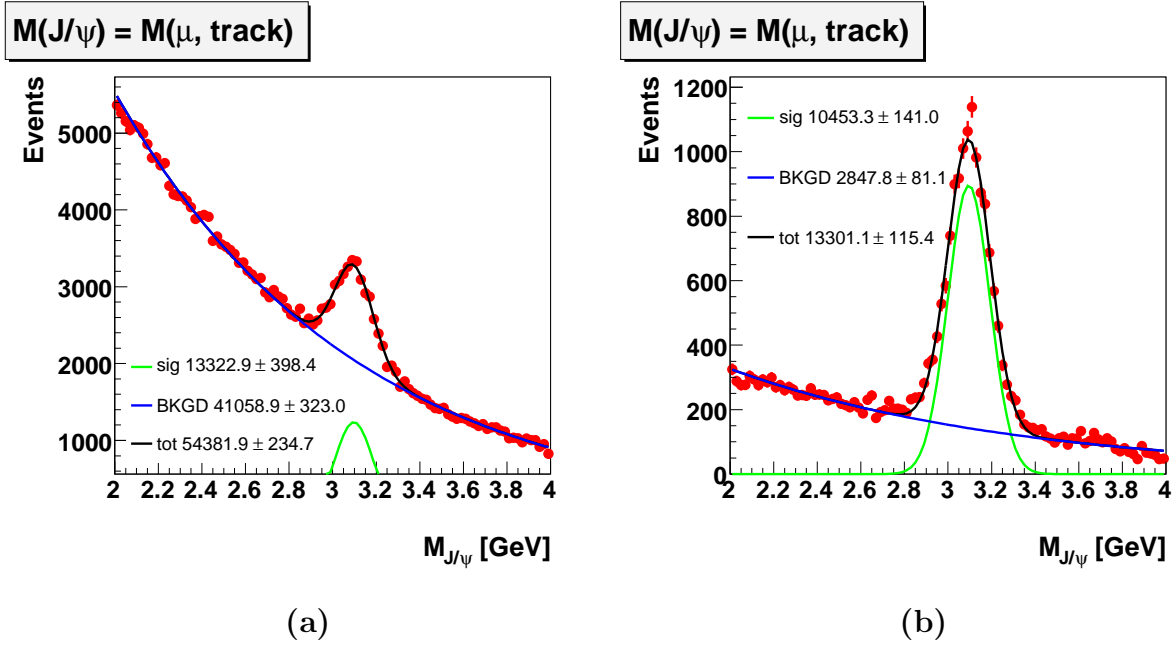 M(J/ψ) = M(μ, track)
Events
5000
4000
3000
2000
1000
sig 13322.9 ± 398.4
BKGD 41058.9 ± 323.0
tot 54381.9 ± 234.7
2 2.2 2.4 2.6 2.8 3 3.2 3.4 3.6 3.8 4
M_J/ψ [GeV]
(a)
M(J/ψ) = M(μ, track)
Events
1200
1000
800
600
400
200
0
sig 10453.3 ± 141.0
BKGD 2847.8 ± 81.1
tot 13301.1 ± 115.4
2 2.2 2.4 2.6 2.8 3 3.2 3.4 3.6 3.8 4
M_J/ψ [GeV]
(b)